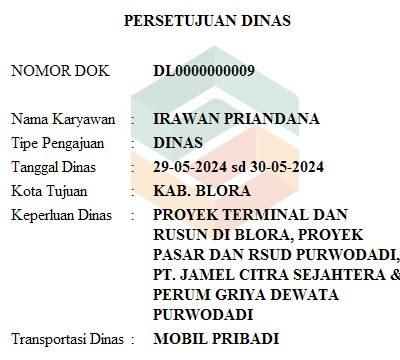 PERSETUJUAN DINAS
NOMOR DOK DL0000000009
Nama Karyawan : IRAWAN PRIANDANA
Tipe Pengajuan : DINAS
Tanggal Dinas : 29-05-2024 sd 30-05-2024
Kota Tujuan : KAB. BLORA
Keperluan Dinas : PROYEK TERMINAL DAN
RUSUN DI BLORA, PROYEK
PASAR DAN RSUD PURWODADI,
PT. JAMEL CITRA SEJAHTERA &
PERUM GRIYA DEWATA
PURWODADI
Transportasi Dinas : MOBIL PRIBADI